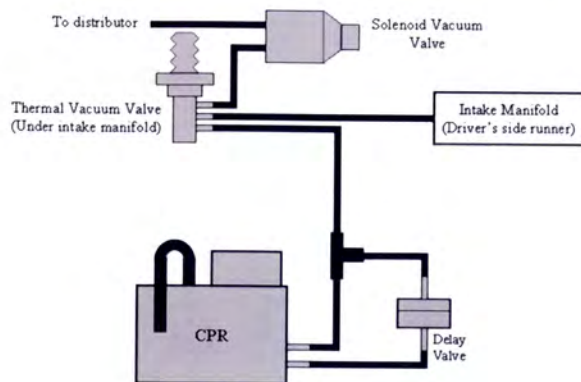 To distributor
Solenoid Vacuum
Valve
Thermal Vacuum Valve
(Under intake manifold)
Intake Manifold
(Driver's side runner)
CPR
Delay
Valve